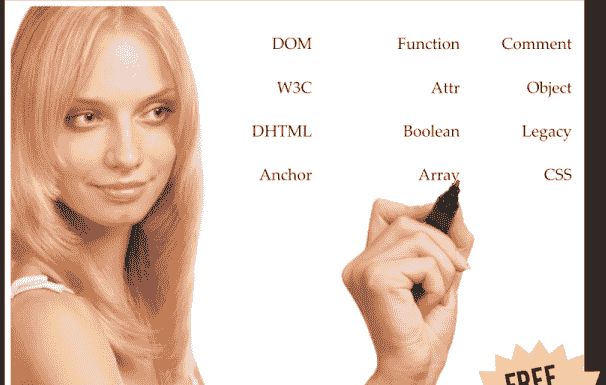 DOM Function Comment
W3C Attr Object
DHTML Boolean Legacy
Anchor Array CSS
FREE